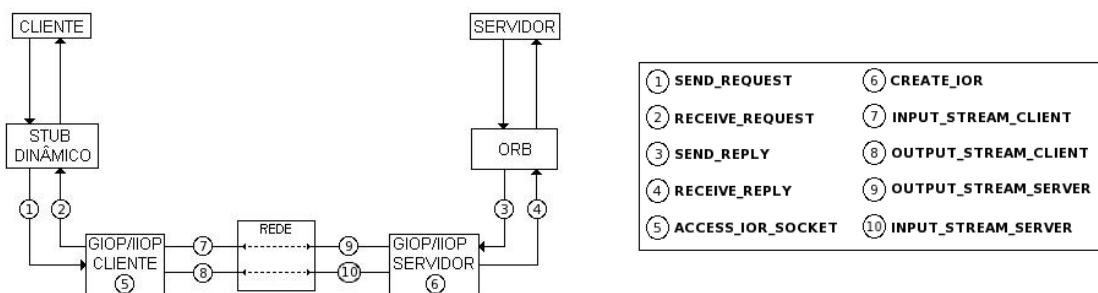 CLIENTE
SERVIDOR
STUB
DINÂMICO
ORB
1
2
3
4
GIOP/IIOP
CLIENTE
5
7
8
REDE
9
10
GIOP/IIOP
SERVIDOR
6
1 SEND_REQUEST
2 RECEIVE_REQUEST
3 SEND_REPLY
4 RECEIVE_REPLY
5 ACCESS_IOR_SOCKET
6 CREATE_IOR
7 INPUT_STREAM_CLIENT
8 OUTPUT_STREAM_CLIENT
9 OUTPUT_STREAM_SERVER
10 INPUT_STREAM_SERVER